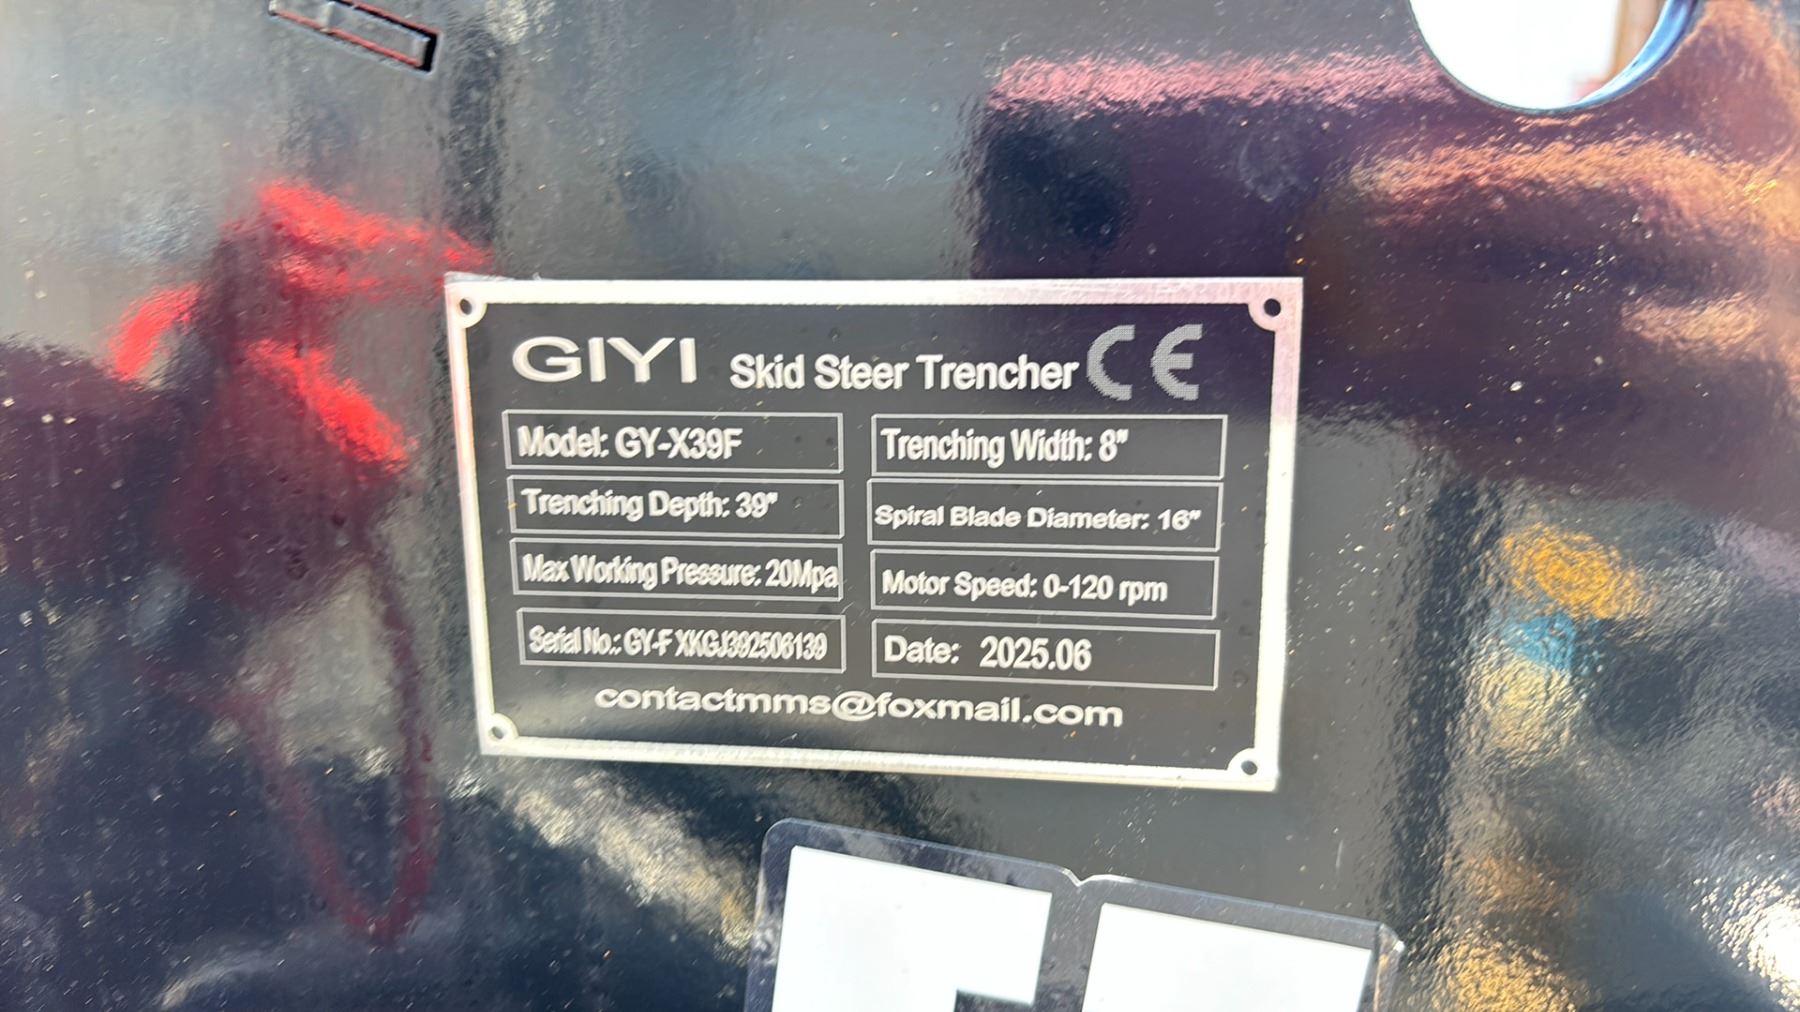 GIYI Skid Steer Trencher CE
Model: GY-X39F
Trenching Width: 8"
Trenching Depth: 39"
Spiral Blade Diameter: 16"
Max Working Pressure: 20Mpa
Motor Speed: 0-120 rpm
Serial No.: GY-F XKGJ392506139
Date: 2025.06
contactmms@foxmail.com